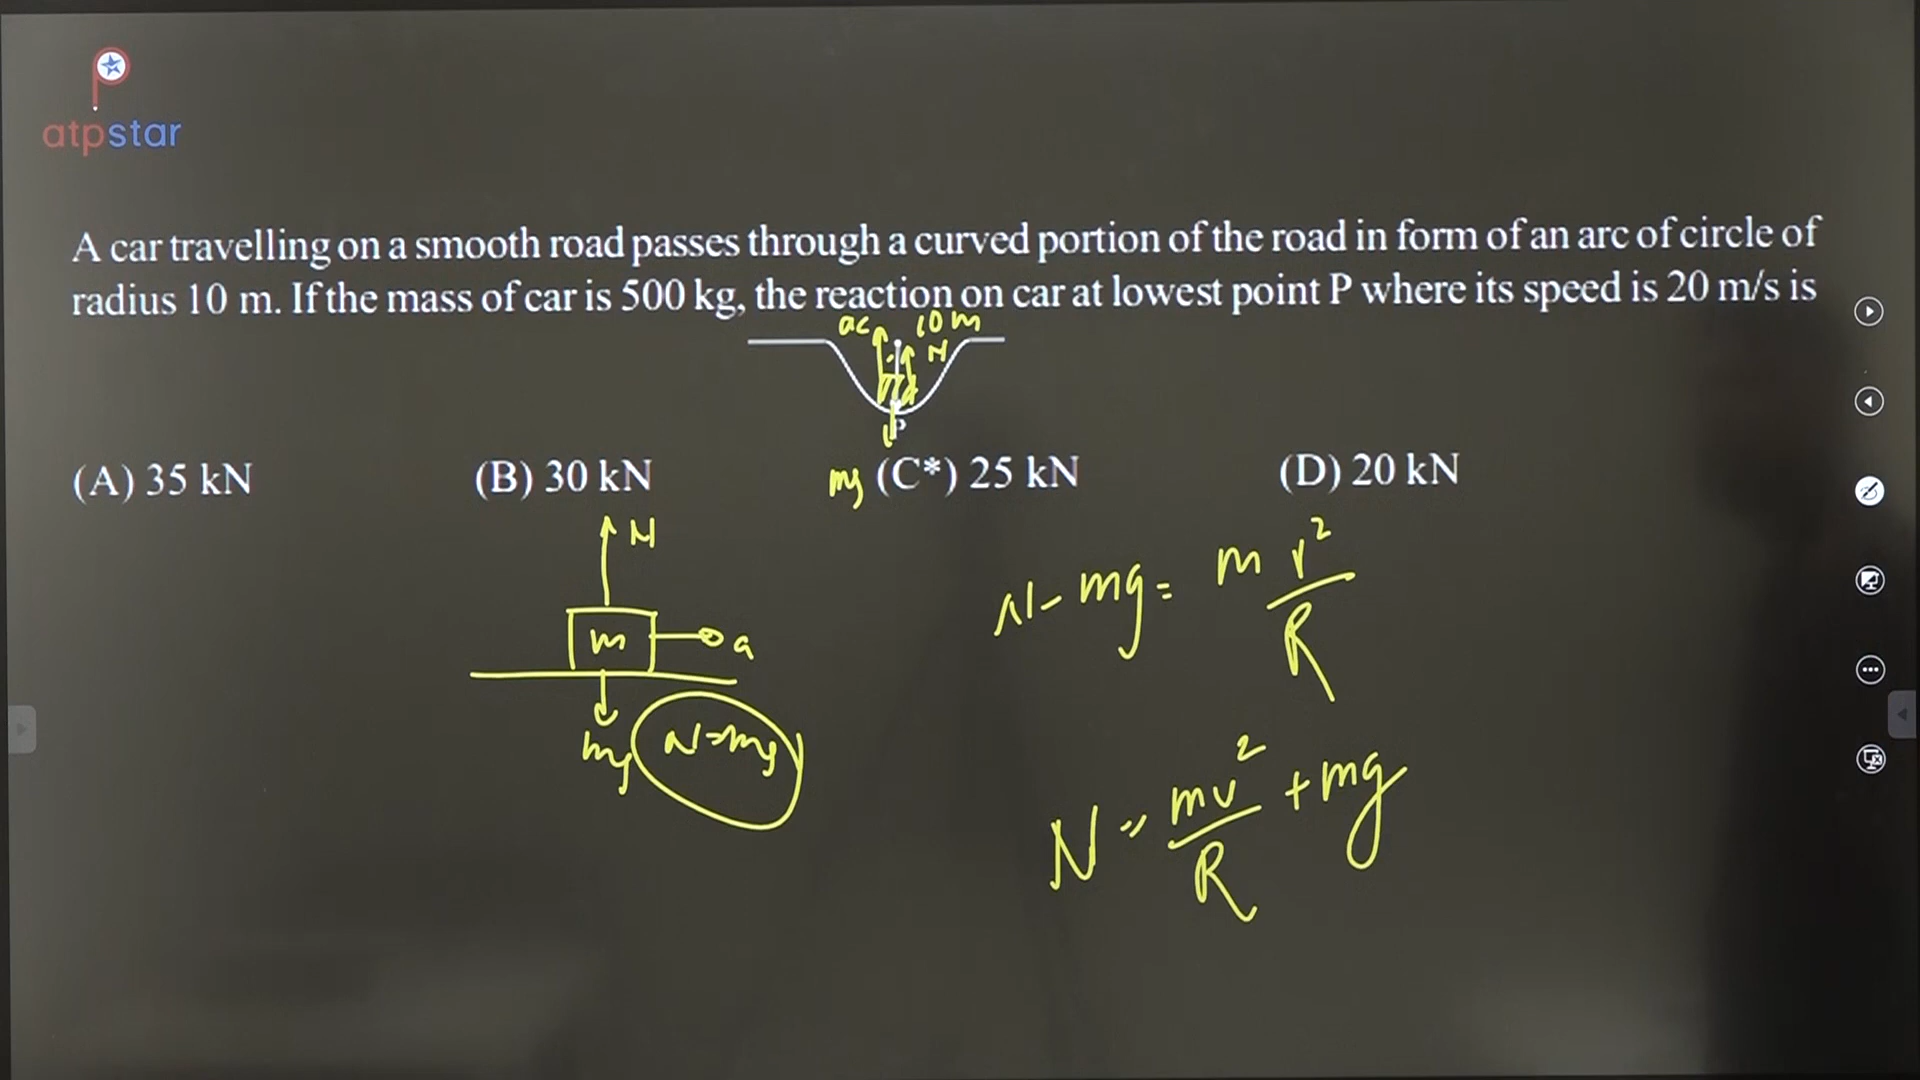 atpstar
A car travelling on a smooth road passes through a curved portion of the road in form of an arc of circle of
radius 10 m. If the mass of car is 500 kg, the reaction on car at lowest point P where its speed is 20 m/s is
ac 10 m
N
P
mg
(A) 35 kN (B) 30 kN (C*) 25 kN (D) 20 kN
N
m a
mg N=mg
N - mg = m v²/R
N = mv²/R + mg